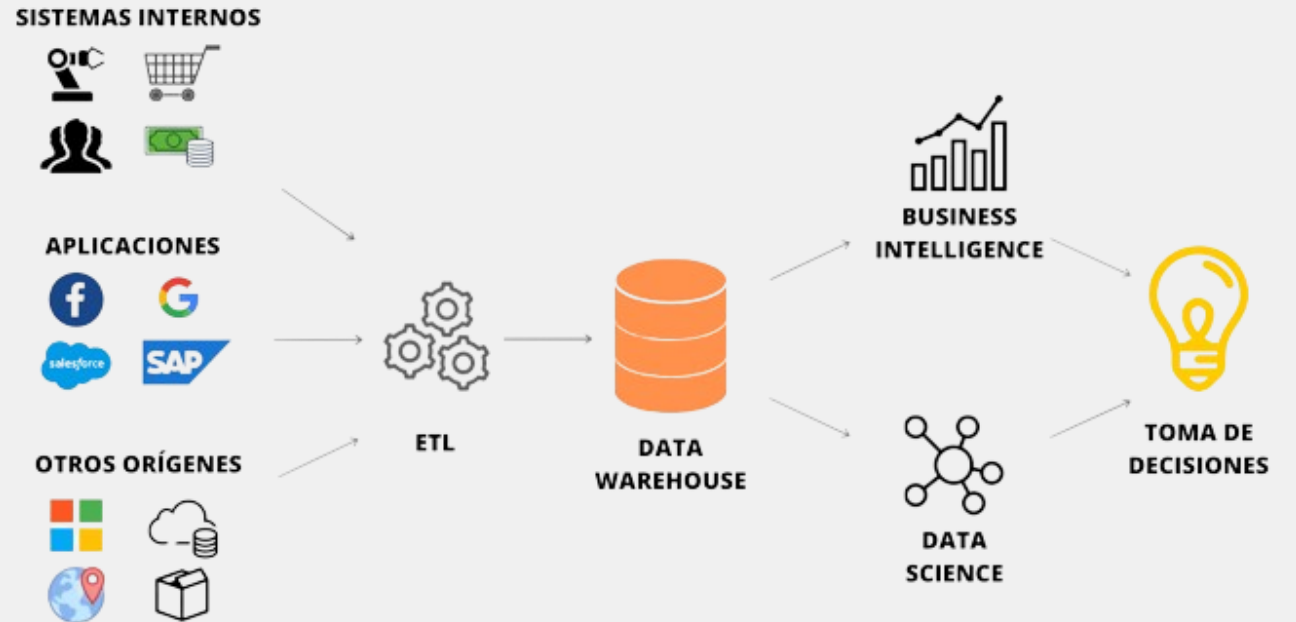 SISTEMAS INTERNOS
APLICACIONES
salesforce
SAP
OTROS ORÍGENES
ETL
DATA
WAREHOUSE
BUSINESS
INTELLIGENCE
DATA
SCIENCE
TOMA DE
DECISIONES